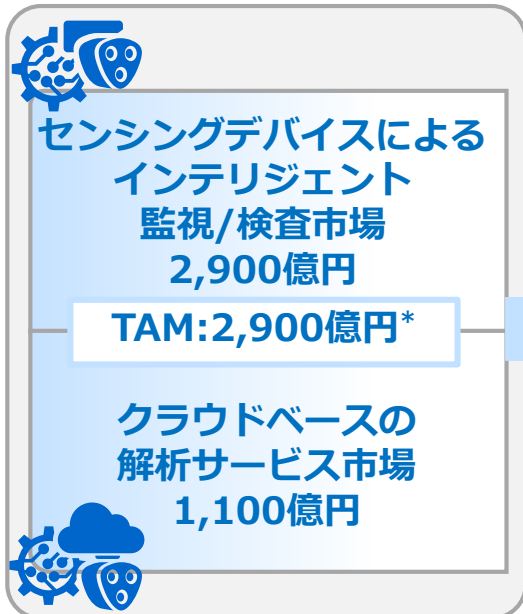 センシングデバイスによる
インテリジェント
監視/検査市場
2,900億円
TAM:2,900億円*
クラウドベースの
解析サービス市場
1,100億円